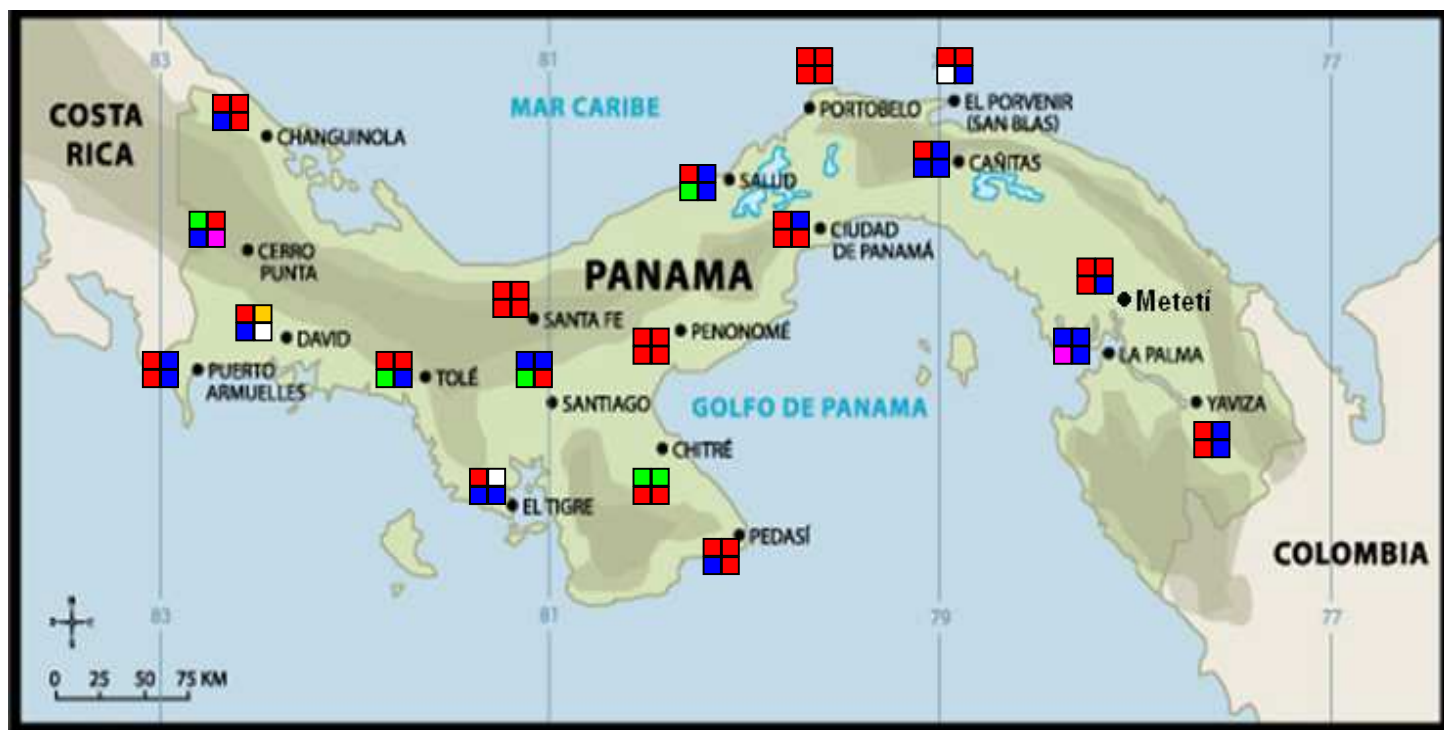 83
81
77
COSTA
RICA
MAR CARIBE
CHANGUINOLA
PORTOBELO
EL PORVENIR
(SAN BLAS)
CAÑITAS
SALUD
CIUDAD
DE PANAMÁ
CERRO
PUNTA
PANAMA
Metetí
SANTA FE
PENONOMÉ
DAVID
LA PALMA
PUERTO
ARMUELLES
TOLÉ
SANTIAGO
GOLFO DE PANAMA
YAVIZA
CHITRÉ
EL TIGRE
PEDASÍ
COLOMBIA
83
81
79
77
0 25 50 75 KM